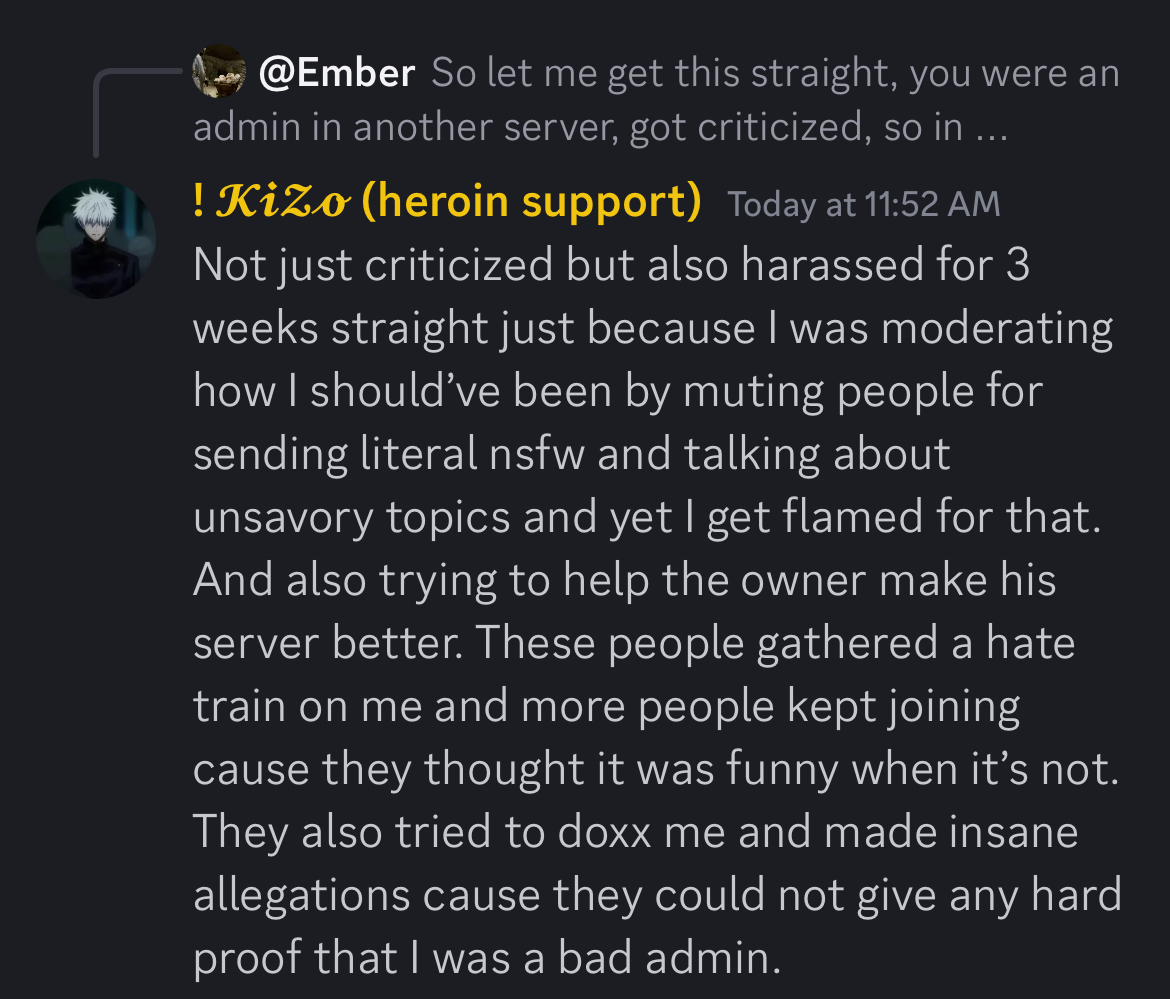 @Ember So let me get this straight, you were an
admin in another server, got criticized, so in ...
! 𝓚𝓲𝓩𝓸 (heroin support) Today at 11:52 AM
Not just criticized but also harassed for 3
weeks straight just because I was moderating
how I should’ve been by muting people for
sending literal nsfw and talking about
unsavory topics and yet I get flamed for that.
And also trying to help the owner make his
server better. These people gathered a hate
train on me and more people kept joining
cause they thought it was funny when it’s not.
They also tried to doxx me and made insane
allegations cause they could not give any hard
proof that I was a bad admin.